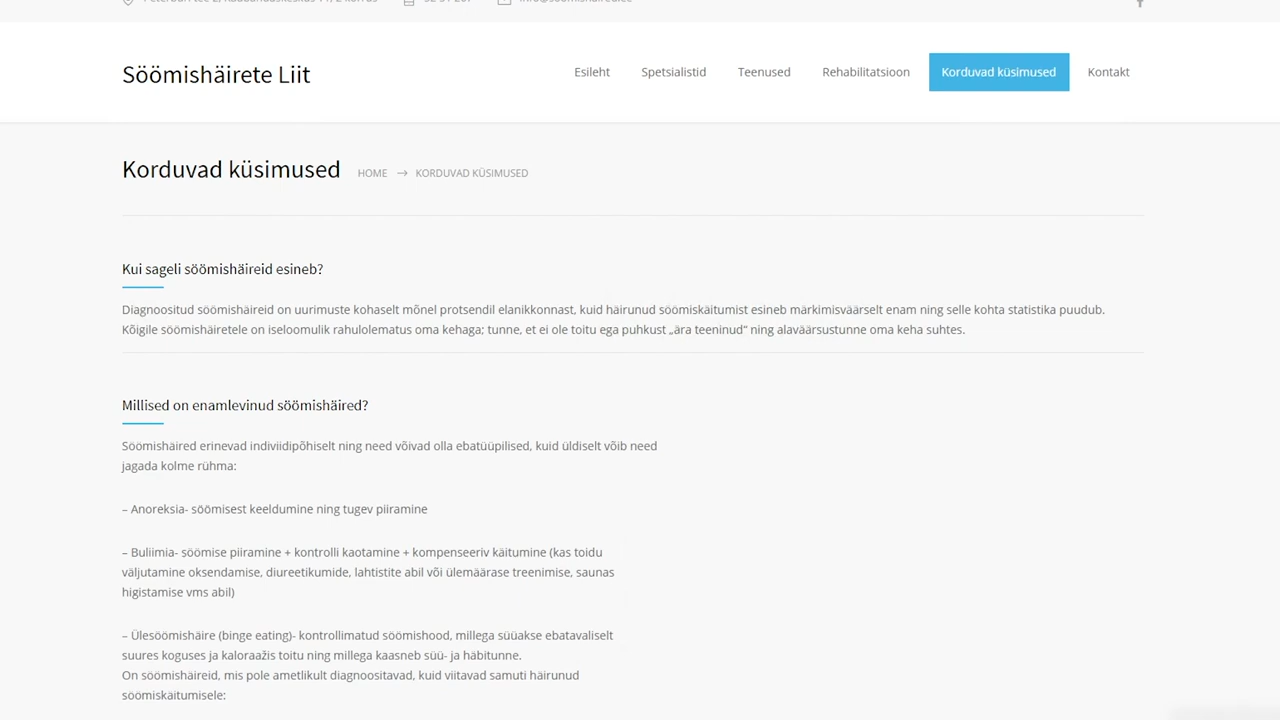 Söömishäirete Liit
Esileht Spetsialistid Teenused Rehabilitatsioon Korduvad küsimused Kontakt
Korduvad küsimused HOME → KORDUVAD KÜSIMUSED
Kui sageli söömishäireid esineb?
Diagnoositud söömishäireid on uurimuste kohaselt mõnel protsendil elanikkonnast, kuid häirunud söömiskäitumist esineb märkimisväärselt enam ning selle kohta statistika puudub.
Kõigile söömishäiretele on iseloomulik rahulolematus oma kehaga; tunne, et ei ole toitu ega puhkust „ära teeninud“ ning alaväärsustunne oma keha suhtes.
Millised on enamlevinud söömishäired?
Söömishäired erinevad indiviidipõhiselt ning need võivad olla ebatüüpilised, kuid üldiselt võib need
jagada kolme rühma:
– Anoreksia- söömisest keeldumine ning tugev piiramine
– Buliimia- söömise piiramine + kontrolli kaotamine + kompenseeriv käitumine (kas toidu
väljutamine oksendamise, diureetikumide, lahtistite abil või ülemäärase treenimise, saunas
higistamise vms abil)
– Ülesöömishäire (binge eating)- kontrollimatud söömishood, millega süüakse ebatavaliselt
suures koguses ja kaloraažis toitu ning millega kaasneb süü- ja häbitunne.
On söömishäireid, mis pole ametlikult diagnoositavad, kuid viitavad samuti häirunud
söömiskäitumisele: